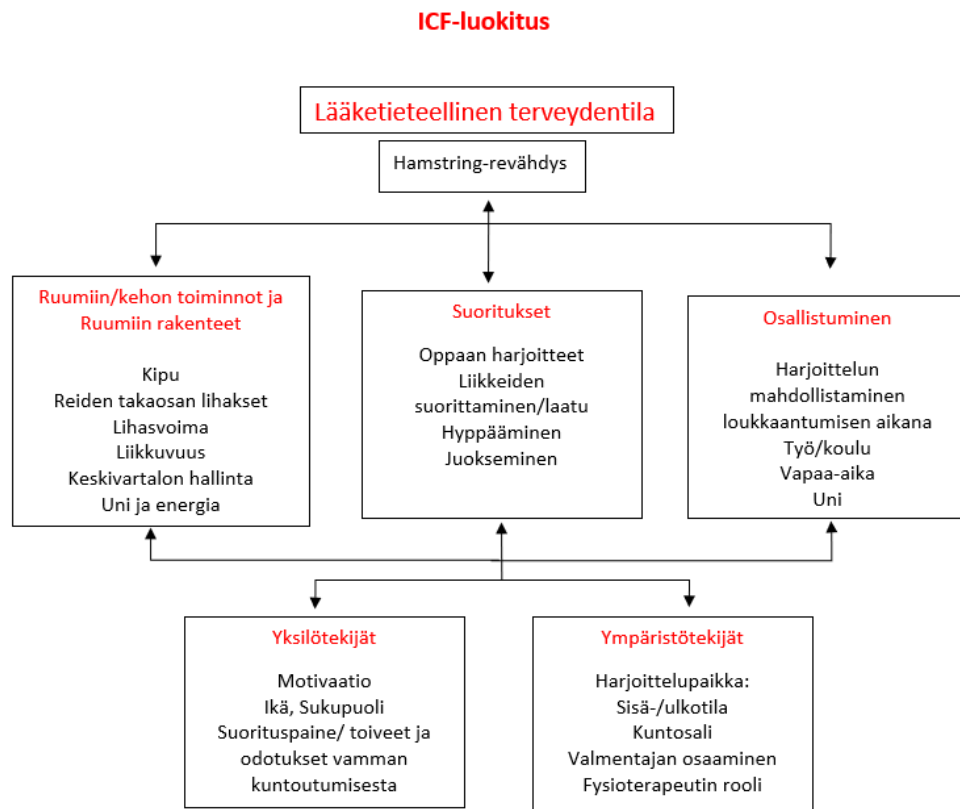 ICF-luokitus
Lääketieteellinen terveydentila
Hamstring-revähdys
Ruumiin/kehon toiminnot ja
Ruumiin rakenteet
Kipu
Reiden takaosan lihakset
Lihasvoima
Liikkuvuus
Keskivartalon hallinta
Uni ja energia
Suoritukset
Oppaan harjoitteet
Liikkeiden
suorittaminen/laatu
Hyppääminen
Juokseminen
Osallistuminen
Harjoittelun
mahdollistaminen
loukkaantumisen aikana
Työ/koulu
Vapaa-aika
Uni
Yksilötekijät
Motivaatio
Ikä, Sukupuoli
Suorituspaine/ toiveet ja
odotukset vamman
kuntoutumisesta
Ympäristötekijät
Harjoittelupaikka:
Sisä-/ulkotila
Kuntosali
Valmentajan osaaminen
Fysioterapeutin rooli